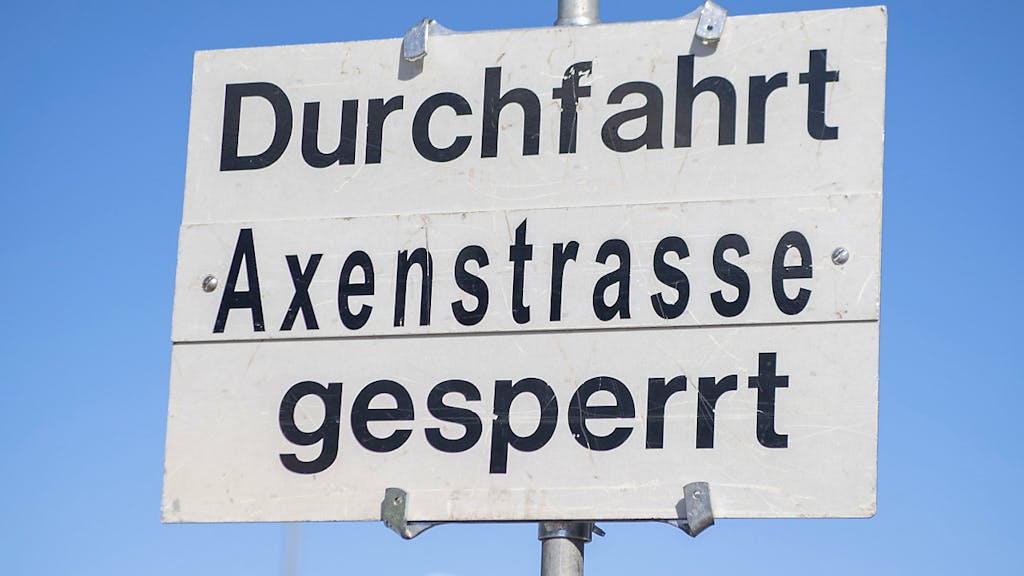 Durchfahrt
Axenstrasse
gesperrt